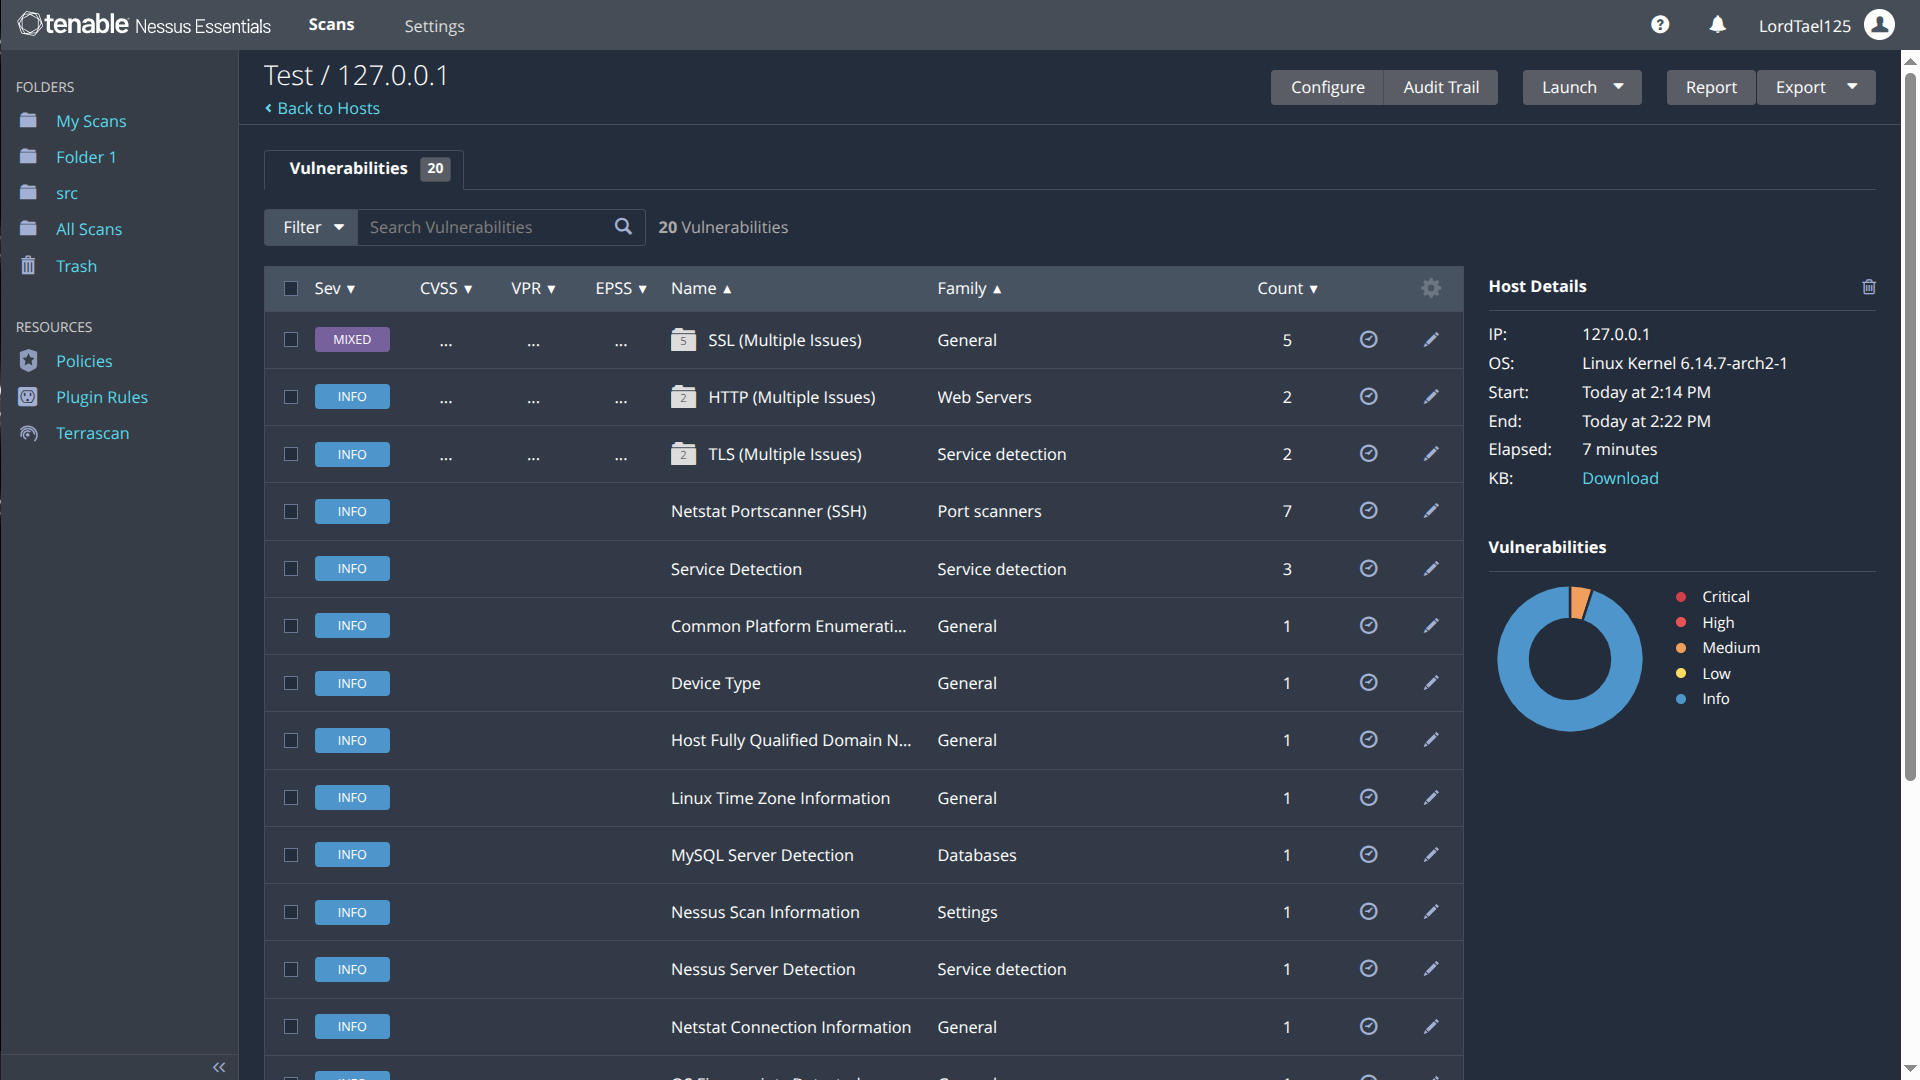 tenable Nessus Essentials Scans Settings LordTael125
FOLDERS
My Scans
Folder 1
src
All Scans
Trash
RESOURCES
Policies
Plugin Rules
Terrascan
Test / 127.0.0.1
Back to Hosts
Configure Audit Trail Launch Report Export
Vulnerabilities 20
Filter Search Vulnerabilities 20 Vulnerabilities
Sev CVSS VPR EPSS Name Family Count
MIXED ... ... ... 5 SSL (Multiple Issues) General 5
INFO ... ... ... 2 HTTP (Multiple Issues) Web Servers 2
INFO ... ... ... 2 TLS (Multiple Issues) Service detection 2
INFO Netstat Portscanner (SSH) Port scanners 7
INFO Service Detection Service detection 3
INFO Common Platform Enumerati... General 1
INFO Device Type General 1
INFO Host Fully Qualified Domain N... General 1
INFO Linux Time Zone Information General 1
INFO MySQL Server Detection Databases 1
INFO Nessus Scan Information Settings 1
INFO Nessus Server Detection Service detection 1
INFO Netstat Connection Information General 1
Host Details
IP: 127.0.0.1
OS: Linux Kernel 6.14.7-arch2-1
Start: Today at 2:14 PM
End: Today at 2:22 PM
Elapsed: 7 minutes
KB: Download
Vulnerabilities
Critical
High
Medium
Low
Info